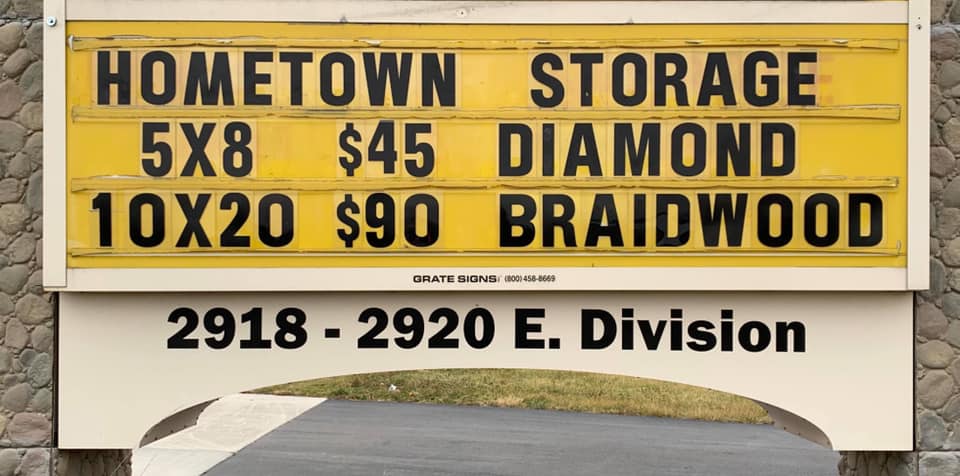 HOMETOWN STORAGE
5X8 $45 DIAMOND
10X20 $90 BRAIDWOOD
GRATE SIGNS (800) 458-8669
2918 - 2920 E. Division